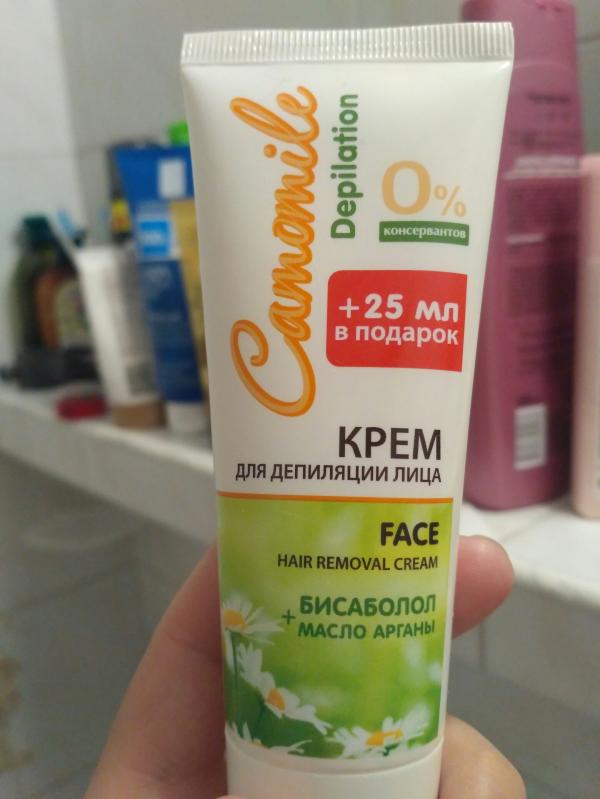 Camomile
Depilation
0%
консервантов
+25 мл
в подарок
КРЕМ
ДЛЯ ДЕПИЛЯЦИИ ЛИЦА
FACE
HAIR REMOVAL CREAM
+ БИСАБОЛОЛ
МАСЛО АРГАНЫ